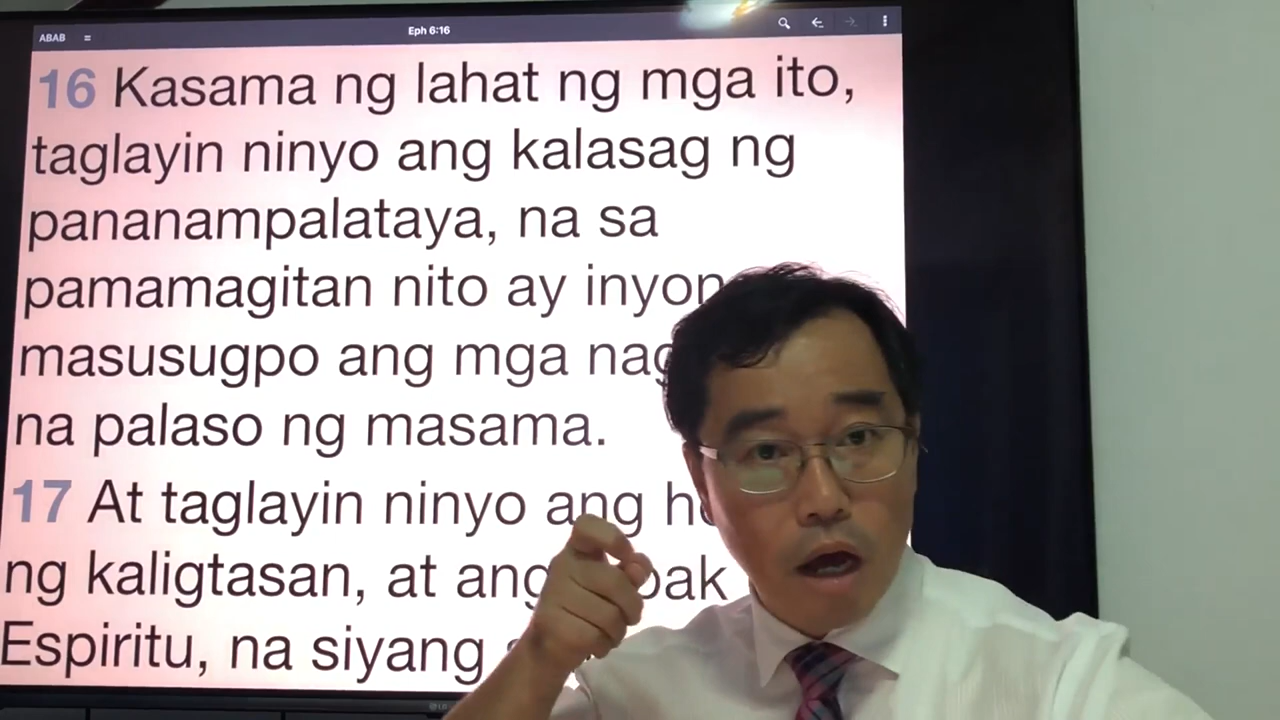 ABAB =
Eph 6:16
16 Kasama ng lahat ng mga ito,
taglayin ninyo ang kalasag ng
pananampalataya, na sa
pamamagitan nito ay inyon
masusugpo ang mga nag
na palaso ng masama.
17 At taglayin ninyo ang
ng kaligtasan, at ang
Espiritu, na siyang
LG